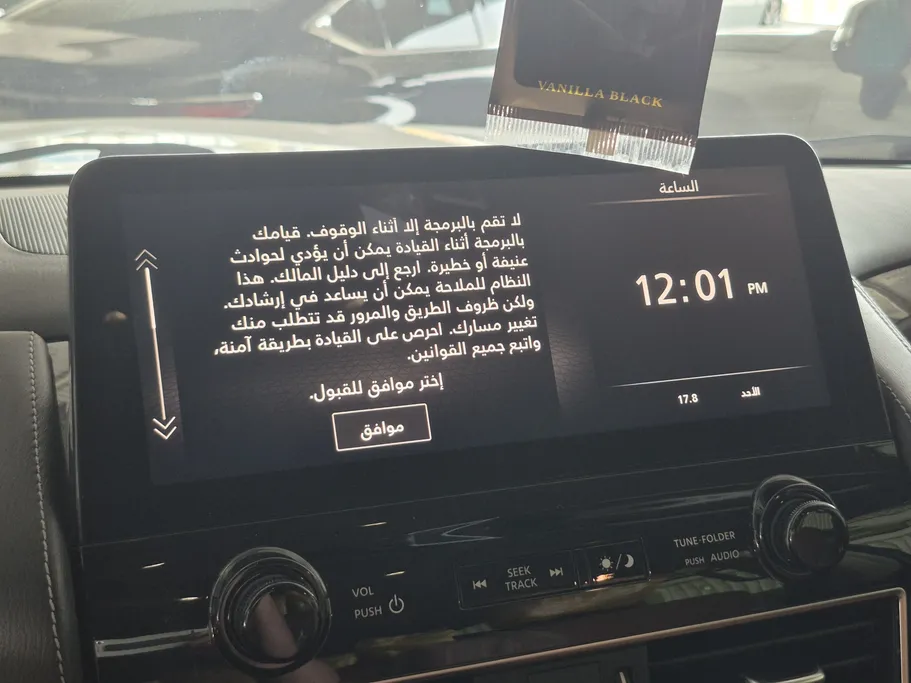 VANILLA BLACK
الساعة
لا تقم بالبرمجة إلا أثناء الوقوف. قيامك
بالبرمجة أثناء القيادة يمكن أن يؤدي لحوادث
عنيفة أو خطيرة. ارجع إلى دليل المالك. هذا
النظام للملاحة يمكن أن يساعد في إرشادك.
ولكن ظروف الطريق والمرور قد تتطلب منك
تغيير مسارك. احرص على القيادة بطريقة آمنة،
واتبع جميع القوانين.
إختر موافق للقبول.
موافق
12:01 PM
الأحد 17.8
VOL
PUSH
SEEK
TRACK
TUNE·FOLDER
PUSH AUDIO